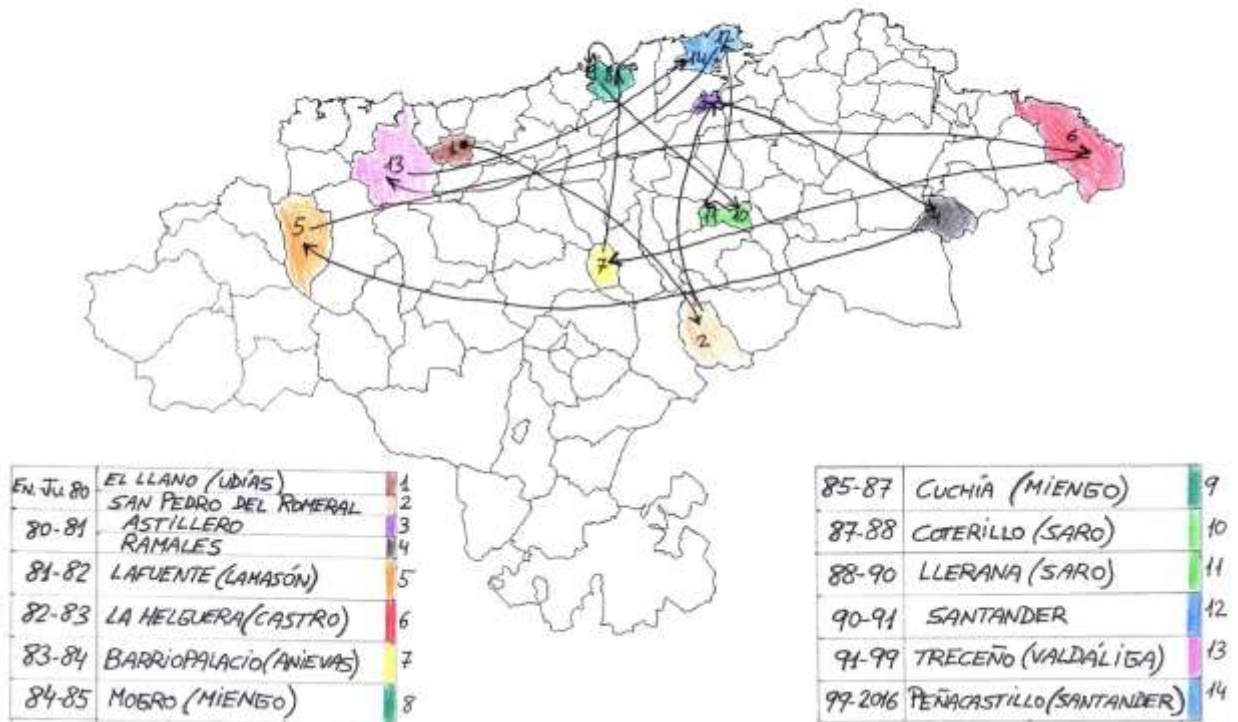 12
14
8
9
3
6
1
13
11
10
4
5
7
2
EN. JU. 80 EL LLANO (UDÍAS) 1
SAN PEDRO DEL ROMERAL 2
80-81 ASTILLERO 3
RAMALES 4
81-82 LAFUENTE (LAMASÓN) 5
82-83 LA HELGUERA (CASTRO) 6
83-84 BARRIOPALACIO (ANIEVAS) 7
84-85 MOGRO (MIENGO) 8
85-87 CUCHÍA (MIENGO) 9
87-88 COTERILLO (SARO) 10
88-90 LLERANA (SARO) 11
90-91 SANTANDER 12
91-99 TRECEÑO (VALDÁLIGA) 13
99-2016 PEÑACASTILLO (SANTANDER) 14